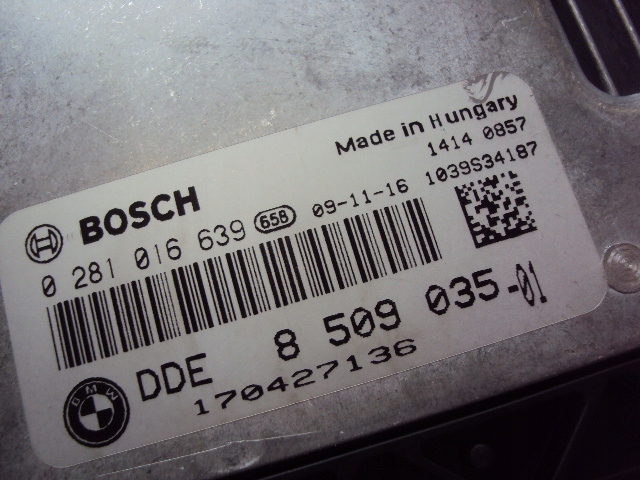 Made in Hungary
1414 0857
BOSCH
0 281 016 639 658 09-11-16 1039S34187
DDE 8 509 035-01
BMW
170427136